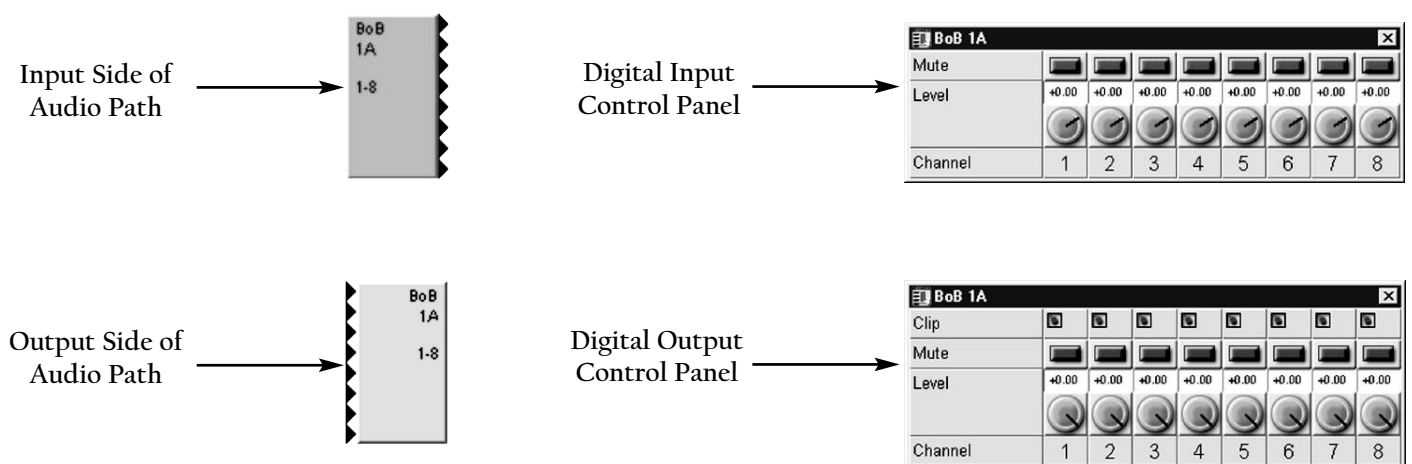 BoB
1A
1-8
Input Side of
Audio Path
Digital Input
Control Panel
BoB 1A
Mute
Level +0.00 +0.00 +0.00 +0.00 +0.00 +0.00 +0.00 +0.00
Channel 1 2 3 4 5 6 7 8
BoB
1A
1-8
Output Side of
Audio Path
Digital Output
Control Panel
BoB 1A
Clip
Mute
Level +0.00 +0.00 +0.00 +0.00 +0.00 +0.00 +0.00 +0.00
Channel 1 2 3 4 5 6 7 8